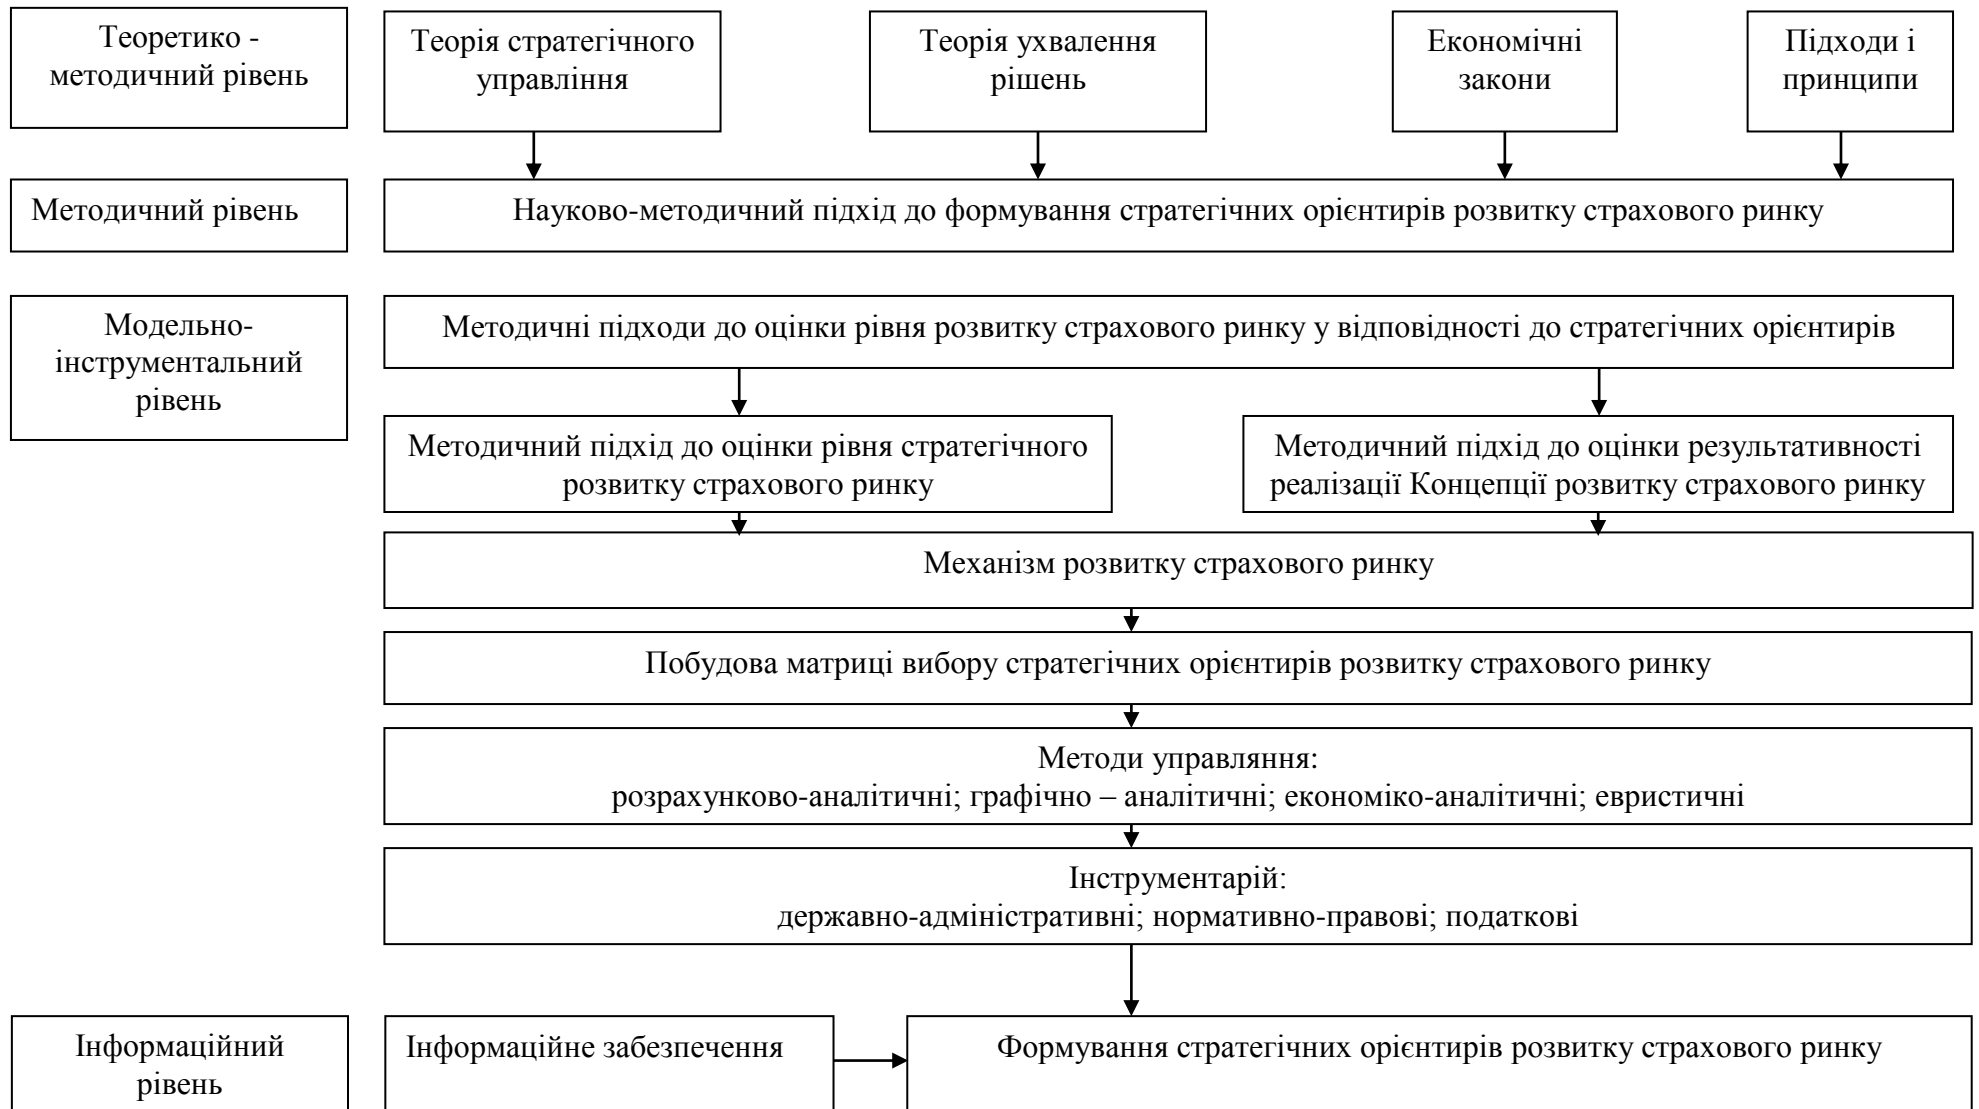 Теоретико -
методичний рівень
Теорія стратегічного
управління
Теорія ухвалення
рішень
Економічні
закони
Підходи і
принципи
Методичний рівень
Науково-методичний підхід до формування стратегічних орієнтирів розвитку страхового ринку
Модельно-
інструментальний
рівень
Методичні підходи до оцінки рівня розвитку страхового ринку у відповідності до стратегічних орієнтирів
Методичний підхід до оцінки рівня стратегічного
розвитку страхового ринку
Методичний підхід до оцінки результативності
реалізації Концепції розвитку страхового ринку
Механізм розвитку страхового ринку
Побудова матриці вибору стратегічних орієнтирів розвитку страхового ринку
Методи управляння:
розрахунково-аналітичні; графічно – аналітичні; економіко-аналітичні; евристичні
Інструментарій:
державно-адміністративні; нормативно-правові; податкові
Інформаційний
рівень
Інформаційне забезпечення
Формування стратегічних орієнтирів розвитку страхового ринку